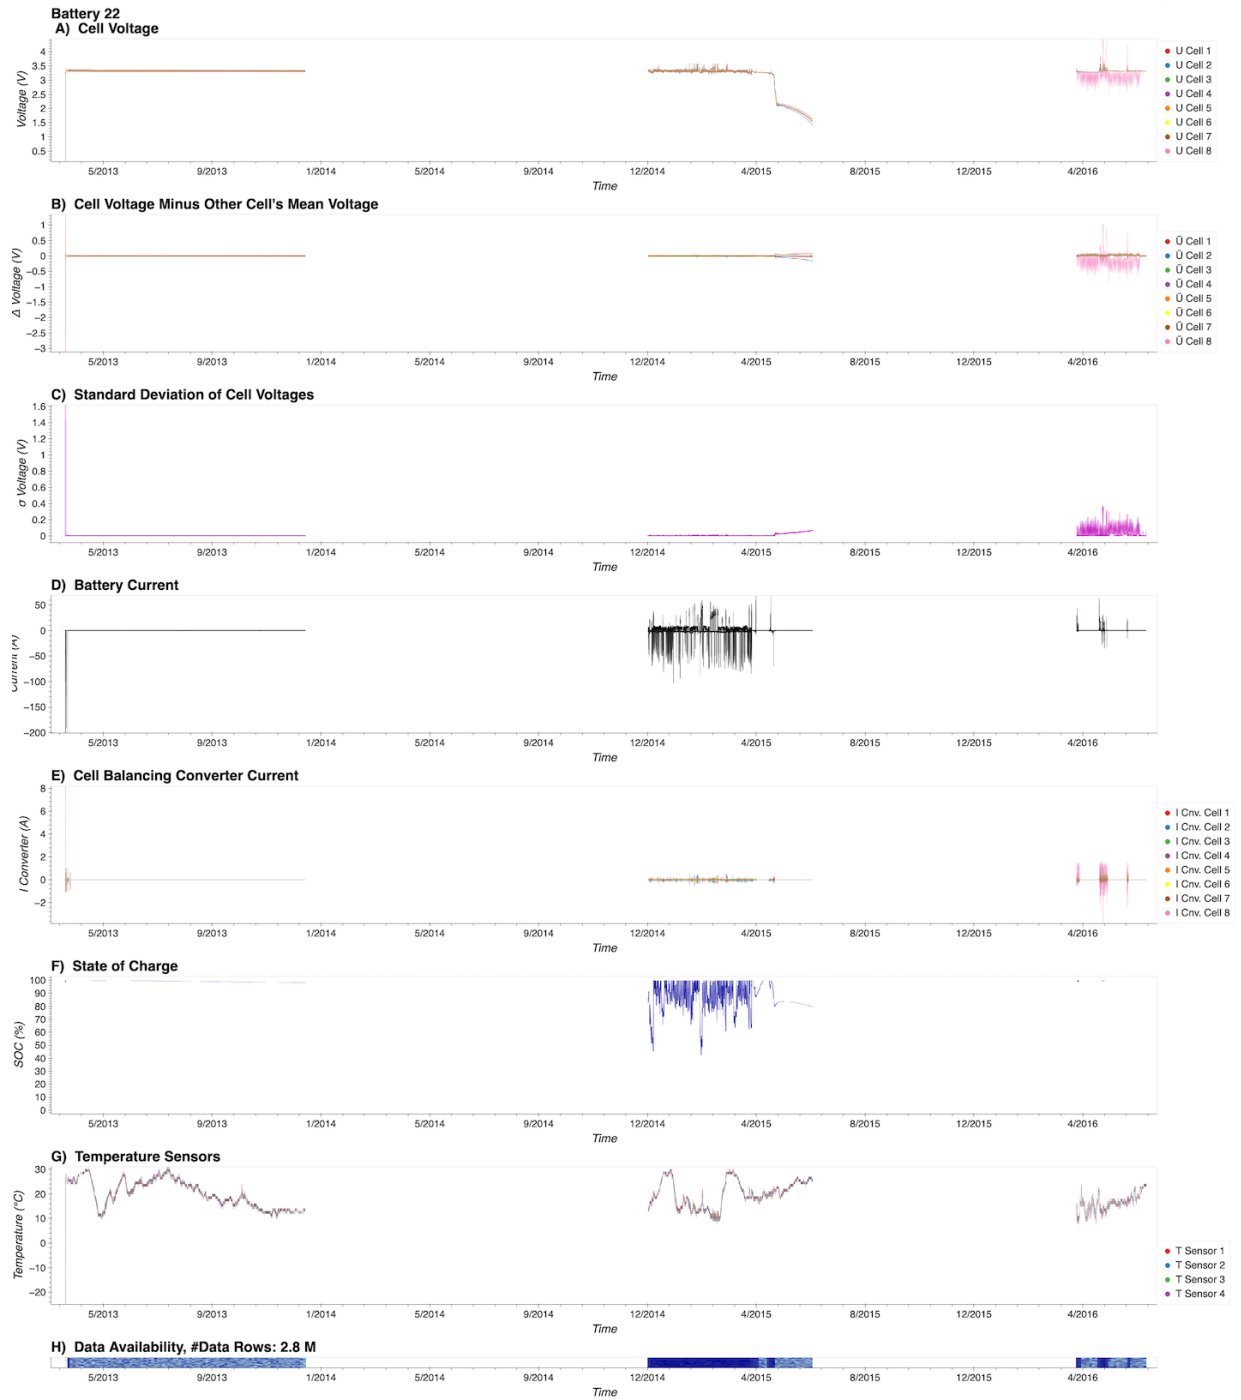 Battery 22
A) Cell Voltage
4
3.5
3
2.5
2
1.5
1
0.5
Voltage (V)
5/2013 9/2013 1/2014 5/2014 9/2014 12/2014 4/2015 8/2015 12/2015 4/2016
Time
U Cell 1
U Cell 2
U Cell 3
U Cell 4
U Cell 5
U Cell 6
U Cell 7
U Cell 8
B) Cell Voltage Minus Other Cell's Mean Voltage
1
0.5
0
−0.5
−1
−1.5
−2
−2.5
−3
Δ Voltage (V)
5/2013 9/2013 1/2014 5/2014 9/2014 12/2014 4/2015 8/2015 12/2015 4/2016
Time
Ū Cell 1
Ū Cell 2
Ū Cell 3
Ū Cell 4
Ū Cell 5
Ū Cell 6
Ū Cell 7
Ū Cell 8
C) Standard Deviation of Cell Voltages
1.6
1.4
1.2
1
0.8
0.6
0.4
0.2
0
σ Voltage (V)
5/2013 9/2013 1/2014 5/2014 9/2014 12/2014 4/2015 8/2015 12/2015 4/2016
Time
D) Battery Current
50
0
−50
−100
−150
−200
Current (A)
5/2013 9/2013 1/2014 5/2014 9/2014 12/2014 4/2015 8/2015 12/2015 4/2016
Time
E) Cell Balancing Converter Current
8
6
4
2
0
−2
I Converter (A)
5/2013 9/2013 1/2014 5/2014 9/2014 12/2014 4/2015 8/2015 12/2015 4/2016
Time
I Cnv. Cell 1
I Cnv. Cell 2
I Cnv. Cell 3
I Cnv. Cell 4
I Cnv. Cell 5
I Cnv. Cell 6
I Cnv. Cell 7
I Cnv. Cell 8
F) State of Charge
100
90
80
70
60
50
40
30
20
10
0
SOC (%)
5/2013 9/2013 1/2014 5/2014 9/2014 12/2014 4/2015 8/2015 12/2015 4/2016
Time
G) Temperature Sensors
30
20
10
0
−10
−20
Temperature (°C)
5/2013 9/2013 1/2014 5/2014 9/2014 12/2014 4/2015 8/2015 12/2015 4/2016
Time
T Sensor 1
T Sensor 2
T Sensor 3
T Sensor 4
H) Data Availability, #Data Rows: 2.8 M
5/2013 9/2013 1/2014 5/2014 9/2014 12/2014 4/2015 8/2015 12/2015 4/2016
Time